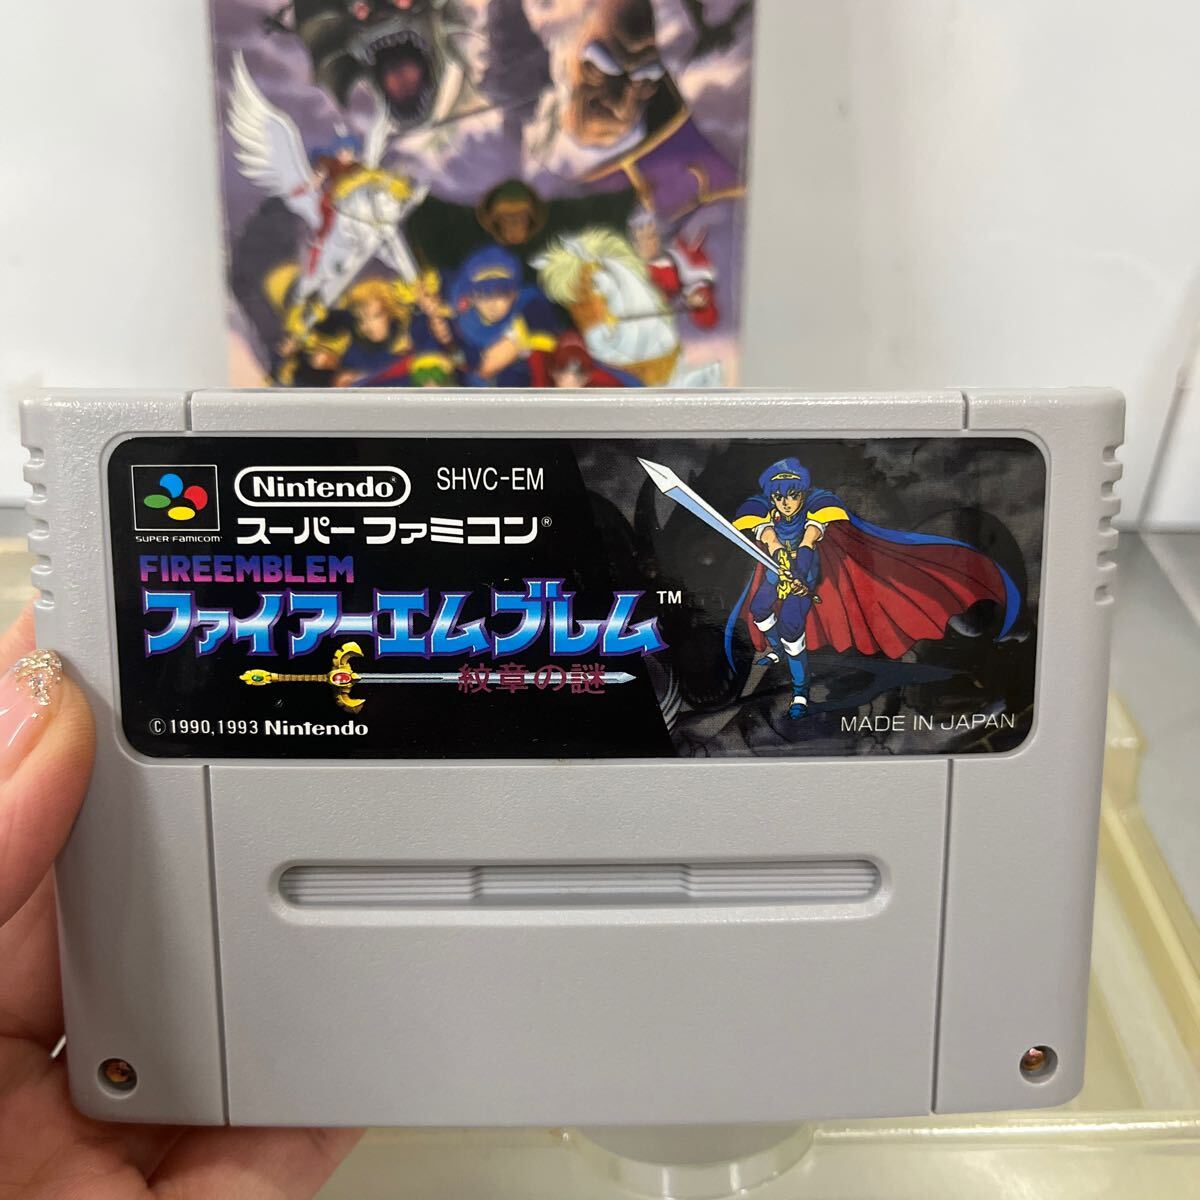 Nintendo® SHVC-EM
SUPER FAMICOM
スーパーファミコン®
FIREEMBLEM
ファイアーエムブレム™
紋章の謎
© 1990,1993 Nintendo
MADE IN JAPAN